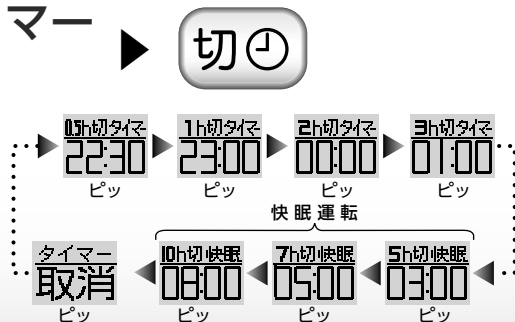 マー
切
0.5h切タイマー 1h切タイマー 2h切タイマー 3h切タイマー
22:30 23:00 00:00 01:00
ピッ ピッ ピッ ピッ
快眠運転
タイマー 10h切快眠 7h切快眠 5h切快眠
取消 08:00 05:00 03:00
ピッ ピッ ピッ ピッ